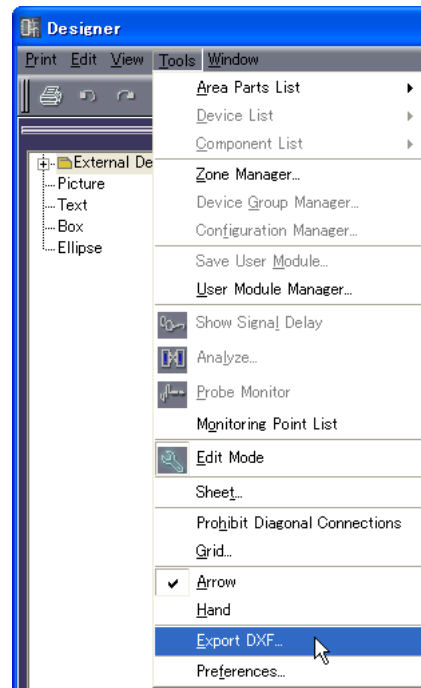 Designer
Print Edit View Tools Window
Area Parts List
Device List
Component List
Zone Manager...
Device Group Manager...
Configuration Manager...
Save User Module...
User Module Manager...
Show Signal Delay
Analyze...
Probe Monitor
Monitoring Point List
Edit Mode
Sheet...
Prohibit Diagonal Connections
Grid...
Arrow
Hand
Export DXF...
Preferences...
External De
Picture
Text
Box
Ellipse